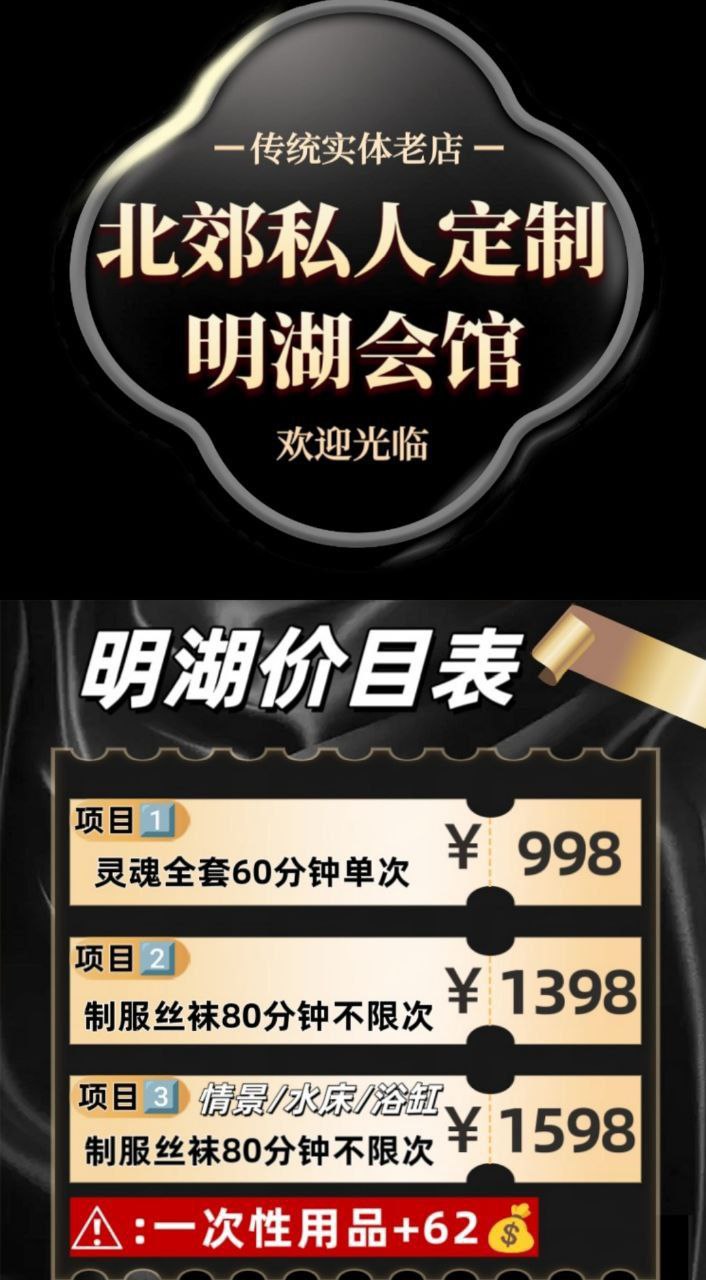 一传统实体老店一
北郊私人定制
明湖会馆
欢迎光临
明湖价目表
项目1️⃣
灵魂全套60分钟单次 ¥ 998
项目2️⃣
制服丝袜80分钟不限次 ¥ 1398
项目3️⃣ 情景/水床/浴缸
制服丝袜80分钟不限次 ¥ 1598
⚠:一次性用品+62💰